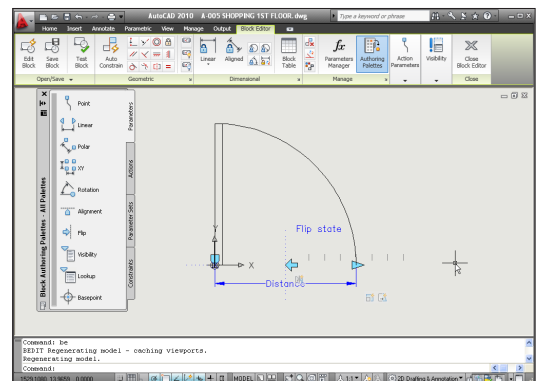 AutoCAD 2010 A-005 SHOPPING 1ST FLOOR.dwg
Type a keyword or phrase
Home Insert Annotate Parametric View Manage Output Block Editor
Edit Block
Save Block
Test Block
Auto Constrain
Linear
Aligned
Block Table
fx
Parameters Manager
Authoring Palettes
Action Parameters
Visibility
Close Block Editor
Open/Save
Geometric
Dimensional
Manage
Close
Block Authoring Palettes - All Palettes
Point
Linear
Polar
XY
Rotation
Alignment
Flip
Visibility
Lookup
Basepoint
Parameters
Actions
Parameter Sets
Constraints
Flip state
Y
X
Distance
Command: be
BEDIT Regenerating model - caching viewports.
Regenerating model.
Command:
MODEL
1:1
2D Drafting & Annotation